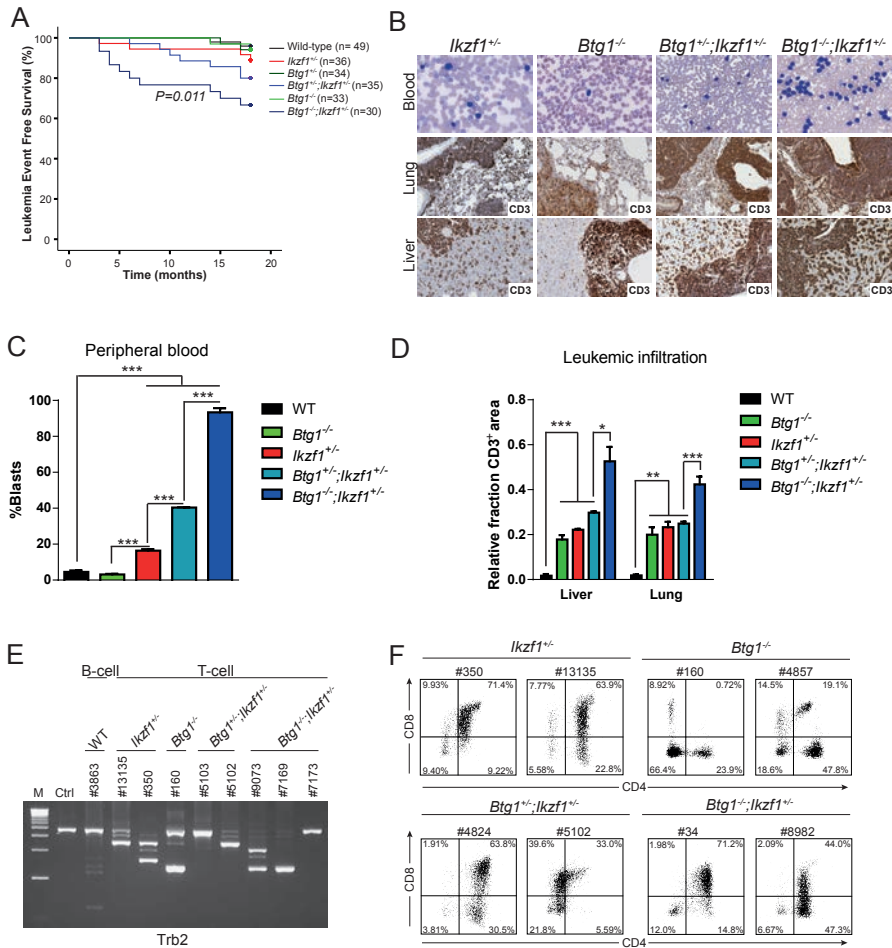 A
Leukemia Event Free Survival (%)
100
80
60
40
20
0
0 5 10 15 20
Time (months)
P=0.011
Wild-type (n= 49)
Ikzf1+/- (n=36)
Btg1+/- (n=34)
Btg1+/-;Ikzf1+/- (n=35)
Btg1-/- (n=33)
Btg1-/-;Ikzf1+/- (n=30)
B
Ikzf1+/- Btg1-/- Btg1+/-;Ikzf1+/- Btg1-/-;Ikzf1+/-
Blood
Lung
CD3 CD3 CD3 CD3
Liver
CD3 CD3 CD3 CD3
C
Peripheral blood
***
***
***
***
%Blasts
100
80
60
40
20
0
WT
Btg1-/-
Ikzf1+/-
Btg1+/-;Ikzf1+/-
Btg1-/-;Ikzf1+/-
D
Leukemic infiltration
Relative fraction CD3+ area
0.8
0.6
0.4
0.2
0.0
*** * ** ***
Liver Lung
WT
Btg1-/-
Ikzf1+/-
Btg1+/-;Ikzf1+/-
Btg1-/-;Ikzf1+/-
E
B-cell T-cell
WT Ikzf1+/- Btg1-/- Btg1+/-;Ikzf1+/- Btg1-/-;Ikzf1+/-
M Ctrl #3863 #13135 #350 #160 #5103 #5102 #9073 #7169 #7173
Trb2
F
Ikzf1+/- Btg1-/-
#350 #13135 #160 #4857
9.93% 71.4% 7.77% 63.9% 8.92% 0.72% 14.5% 19.1%
CD8
9.40% 9.22% 5.58% 22.8% 66.4% 23.9% 18.6% 47.8%
CD4
Btg1+/-;Ikzf1+/- Btg1-/-;Ikzf1+/-
#4824 #5102 #34 #8982
1.91% 63.8% 39.6% 33.0% 1.98% 71.2% 2.09% 44.0%
CD8
3.81% 30.5% 21.8% 5.59% 12.0% 14.8% 6.67% 47.3%
CD4